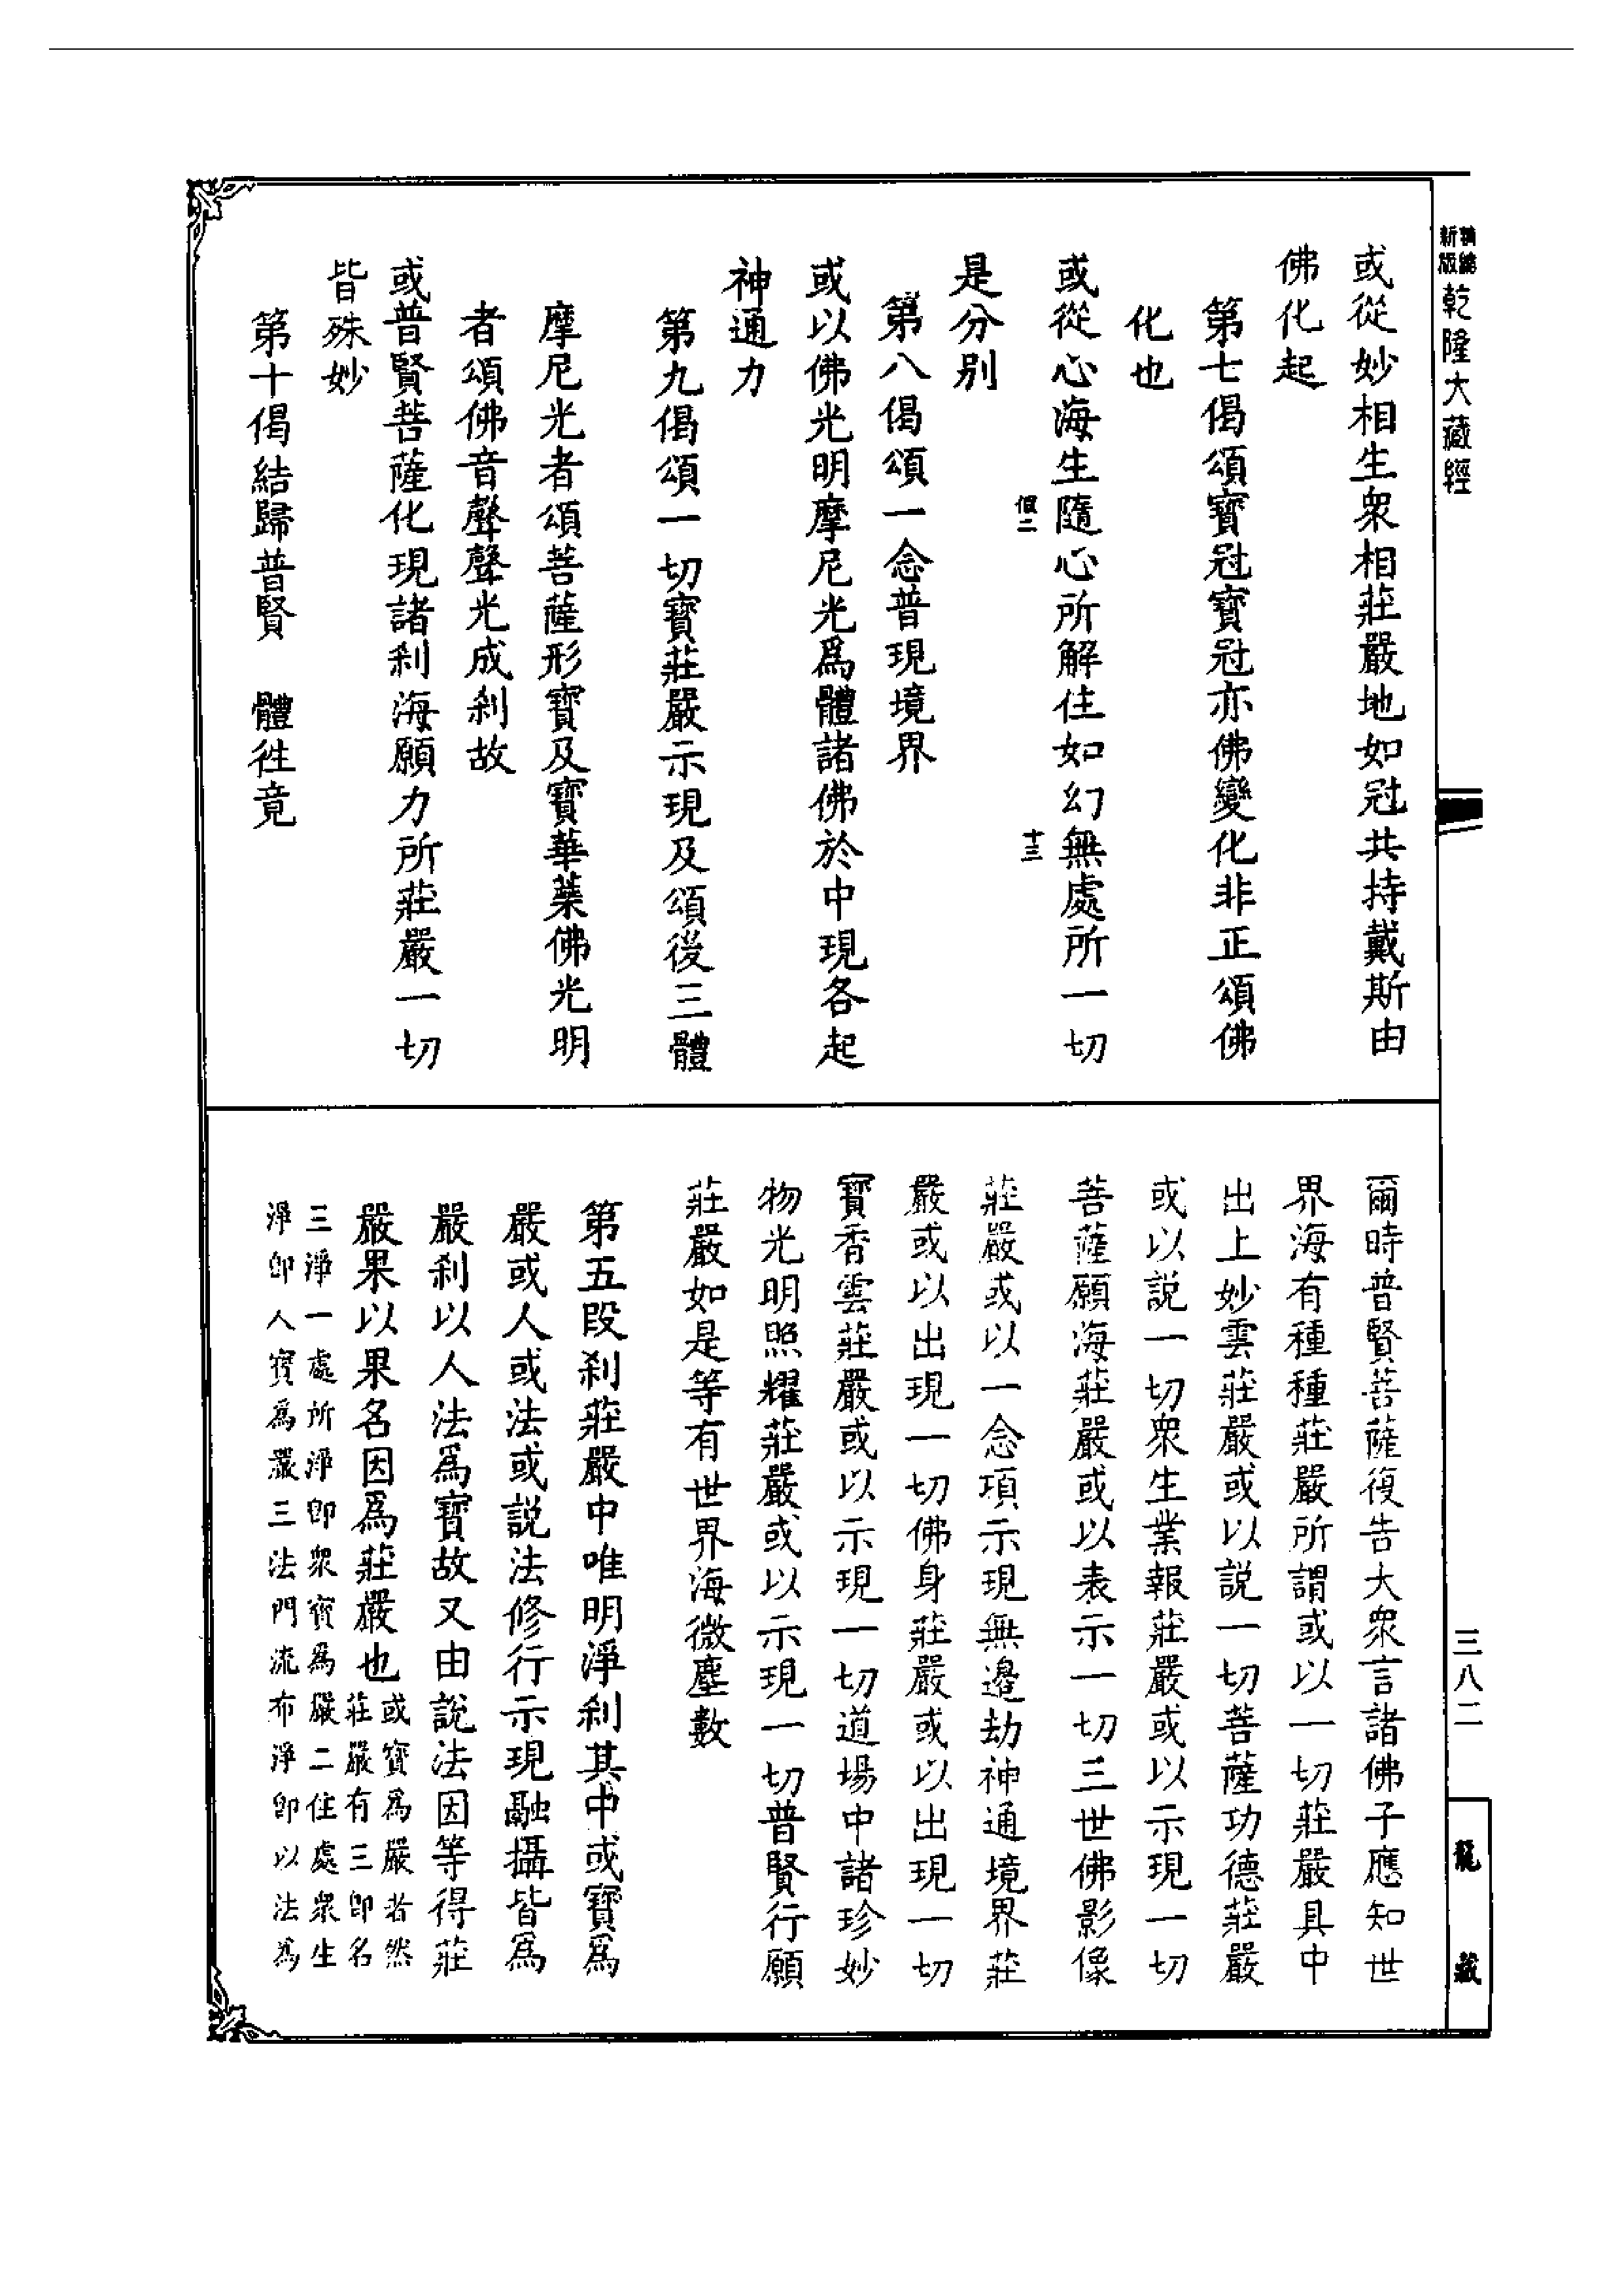 精縮新版 乾隆大藏經
或從妙相生衆相莊嚴地如冠共持戴斯由
佛化起
第七偈頌寶冠寶冠亦佛變化非正頌佛
化也
或從心海生隨心所解住如幻無處所一切
假二
十三
是分别
第八偈頌一念普現境界
或以佛光明摩尼光爲體諸佛於中現各起
神通力
第九偈頌一切寶莊嚴示現及頌後三體
摩尼光者頌菩薩形寶及寶華蘂佛光明
者頌佛音聲聲光成刹故
或普賢菩薩化現諸刹海願力所莊嚴一切
皆殊妙
第十偈結歸普賢 體徃竟
爾時普賢菩薩復告大衆言諸佛子應知世
界海有種種莊嚴所謂或以一切莊嚴具中
出上妙雲莊嚴或以説一切菩薩功德莊嚴
或以説一切衆生業報莊嚴或以示現一切
菩薩願海莊嚴或以表示一切三世佛影像
莊嚴或以一念項示現無邊劫神通境界莊
嚴或以出現一切佛身莊嚴或以出現一切
寶香雲莊嚴或以示現一切道場中諸珍妙
物光明照耀莊嚴或以示現一切普賢行願
莊嚴如是等有世界海微塵數
第五段刹莊嚴中唯明淨刹其中或寶爲
嚴或人或法或説法修行示現融攝皆爲
嚴刹以人法爲寶故又由説法因等得莊
嚴果以果名因爲莊嚴也或寶爲嚴者然
莊嚴有三即名
三淨一處所淨即衆寶爲嚴二住處衆生
淨即人寶爲嚴三法門流布淨即以法爲
三八二
龍藏